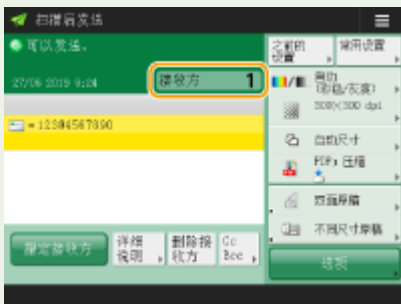 扫描后发送
可以发送。
27/06 2019 9:24
接收方 1
=1234567890
指定接收方
详细
说明
删除接
收方
Cc
Bcc
之前的
设置
常用设置
自动
(彩色/灰度)
300×300 dpi
自动尺寸
PDF; 压缩
双面原稿
不同尺寸原稿
选项